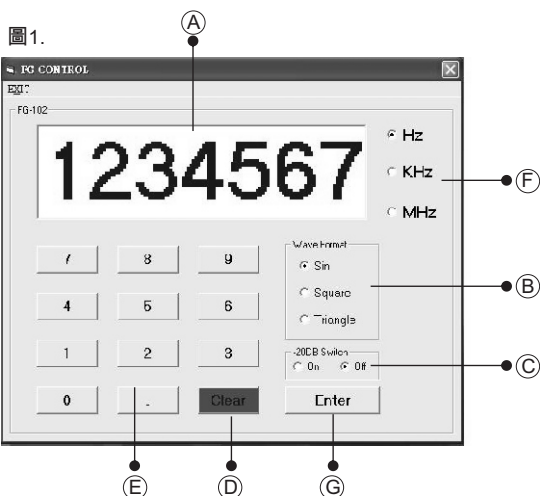 圖1.
A
FG CONTROL
EXIT
FG-102
1234567
Hz
KHz
MHz
F
7 8 9
4 5 6
1 2 3
0 . Clear
Wave Format
Sin
Square
Triangle
B
-20DB Switch
On Off
C
Enter
E D G